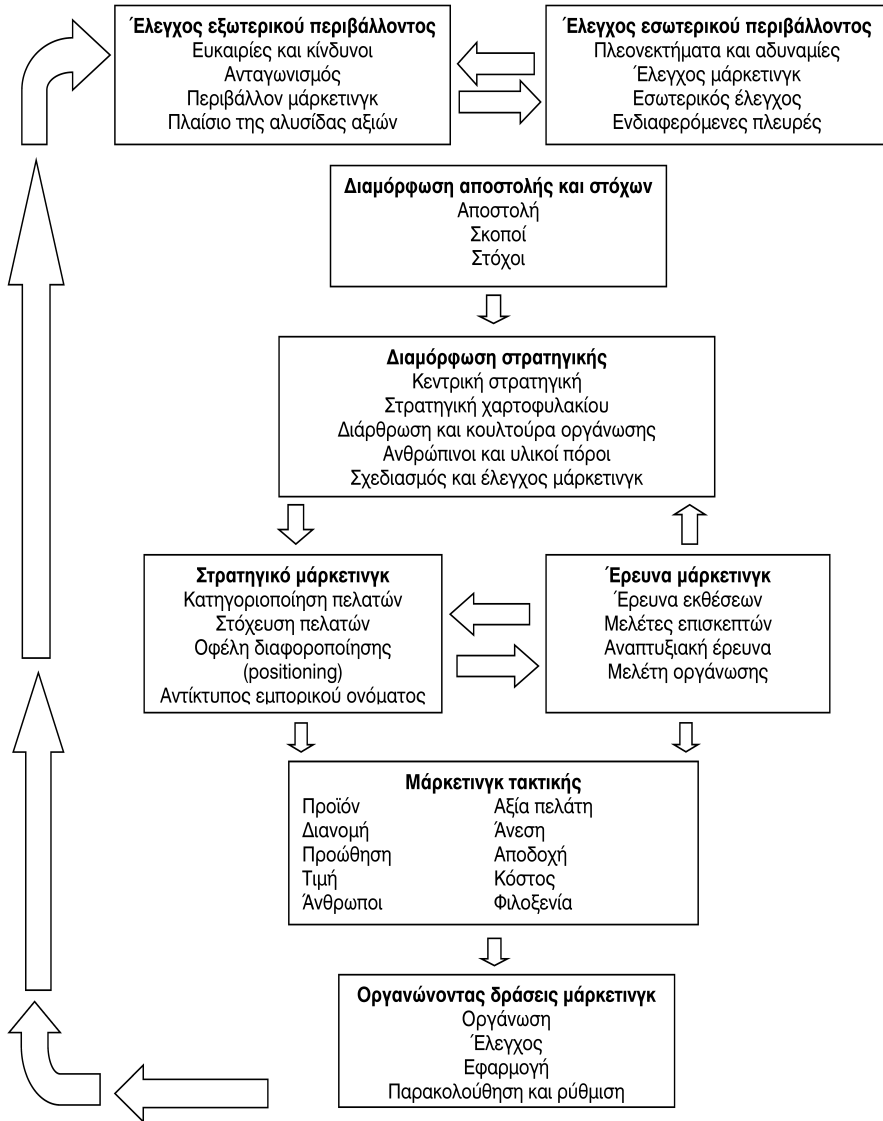 Έλεγχος εξωτερικού περιβάλλοντος
Ευκαιρίες και κίνδυνοι
Ανταγωνισμός
Περιβάλλον μάρκετινγκ
Πλαίσιο της αλυσίδας αξιών
Έλεγχος εσωτερικού περιβάλλοντος
Πλεονεκτήματα και αδυναμίες
Έλεγχος μάρκετινγκ
Εσωτερικός έλεγχος
Ενδιαφερόμενες πλευρές
Διαμόρφωση αποστολής και στόχων
Αποστολή
Σκοποί
Στόχοι
Διαμόρφωση στρατηγικής
Κεντρική στρατηγική
Στρατηγική χαρτοφυλακίου
Διάρθρωση και κουλτούρα οργάνωσης
Ανθρώπινοι και υλικοί πόροι
Σχεδιασμός και έλεγχος μάρκετινγκ
Στρατηγικό μάρκετινγκ
Κατηγοριοποίηση πελατών
Στόχευση πελατών
Οφέλη διαφοροποίησης
(positioning)
Αντίκτυπος εμπορικού ονόματος
Έρευνα μάρκετινγκ
Έρευνα εκθέσεων
Μελέτες επισκεπτών
Αναπτυξιακή έρευνα
Μελέτη οργάνωσης
Μάρκετινγκ τακτικής
Προϊόν Αξία πελάτη
Διανομή Άνεση
Προώθηση Αποδοχή
Τιμή Κόστος
Άνθρωποι Φιλοξενία
Οργανώνοντας δράσεις μάρκετινγκ
Οργάνωση
Έλεγχος
Εφαρμογή
Παρακολούθηση και ρύθμιση